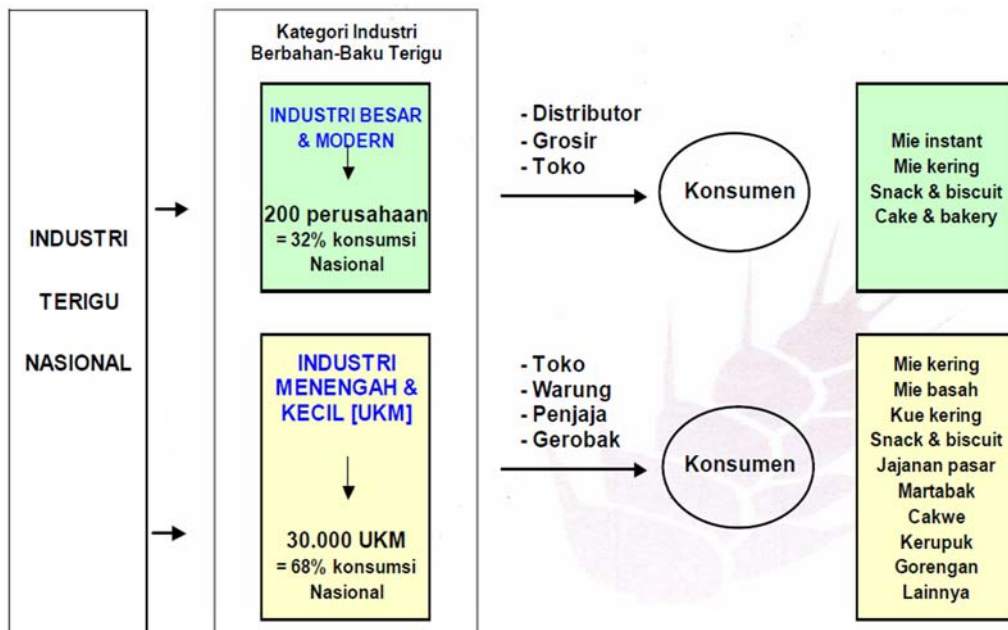 INDUSTRI
TERIGU
NASIONAL
Kategori Industri
Berbahan-Baku Terigu
INDUSTRI BESAR
& MODERN
200 perusahaan
= 32% konsumsi
Nasional
- Distributor
- Grosir
- Toko
Konsumen
Mie instant
Mie kering
Snack & biscuit
Cake & bakery
INDUSTRI
MENENGAH &
KECIL [UKM]
30.000 UKM
= 68% konsumsi
Nasional
- Toko
- Warung
- Penjaja
- Gerobak
Konsumen
Mie kering
Mie basah
Kue kering
Snack & biscuit
Jajanan pasar
Martabak
Cakwe
Kerupuk
Gorengan
Lainnya